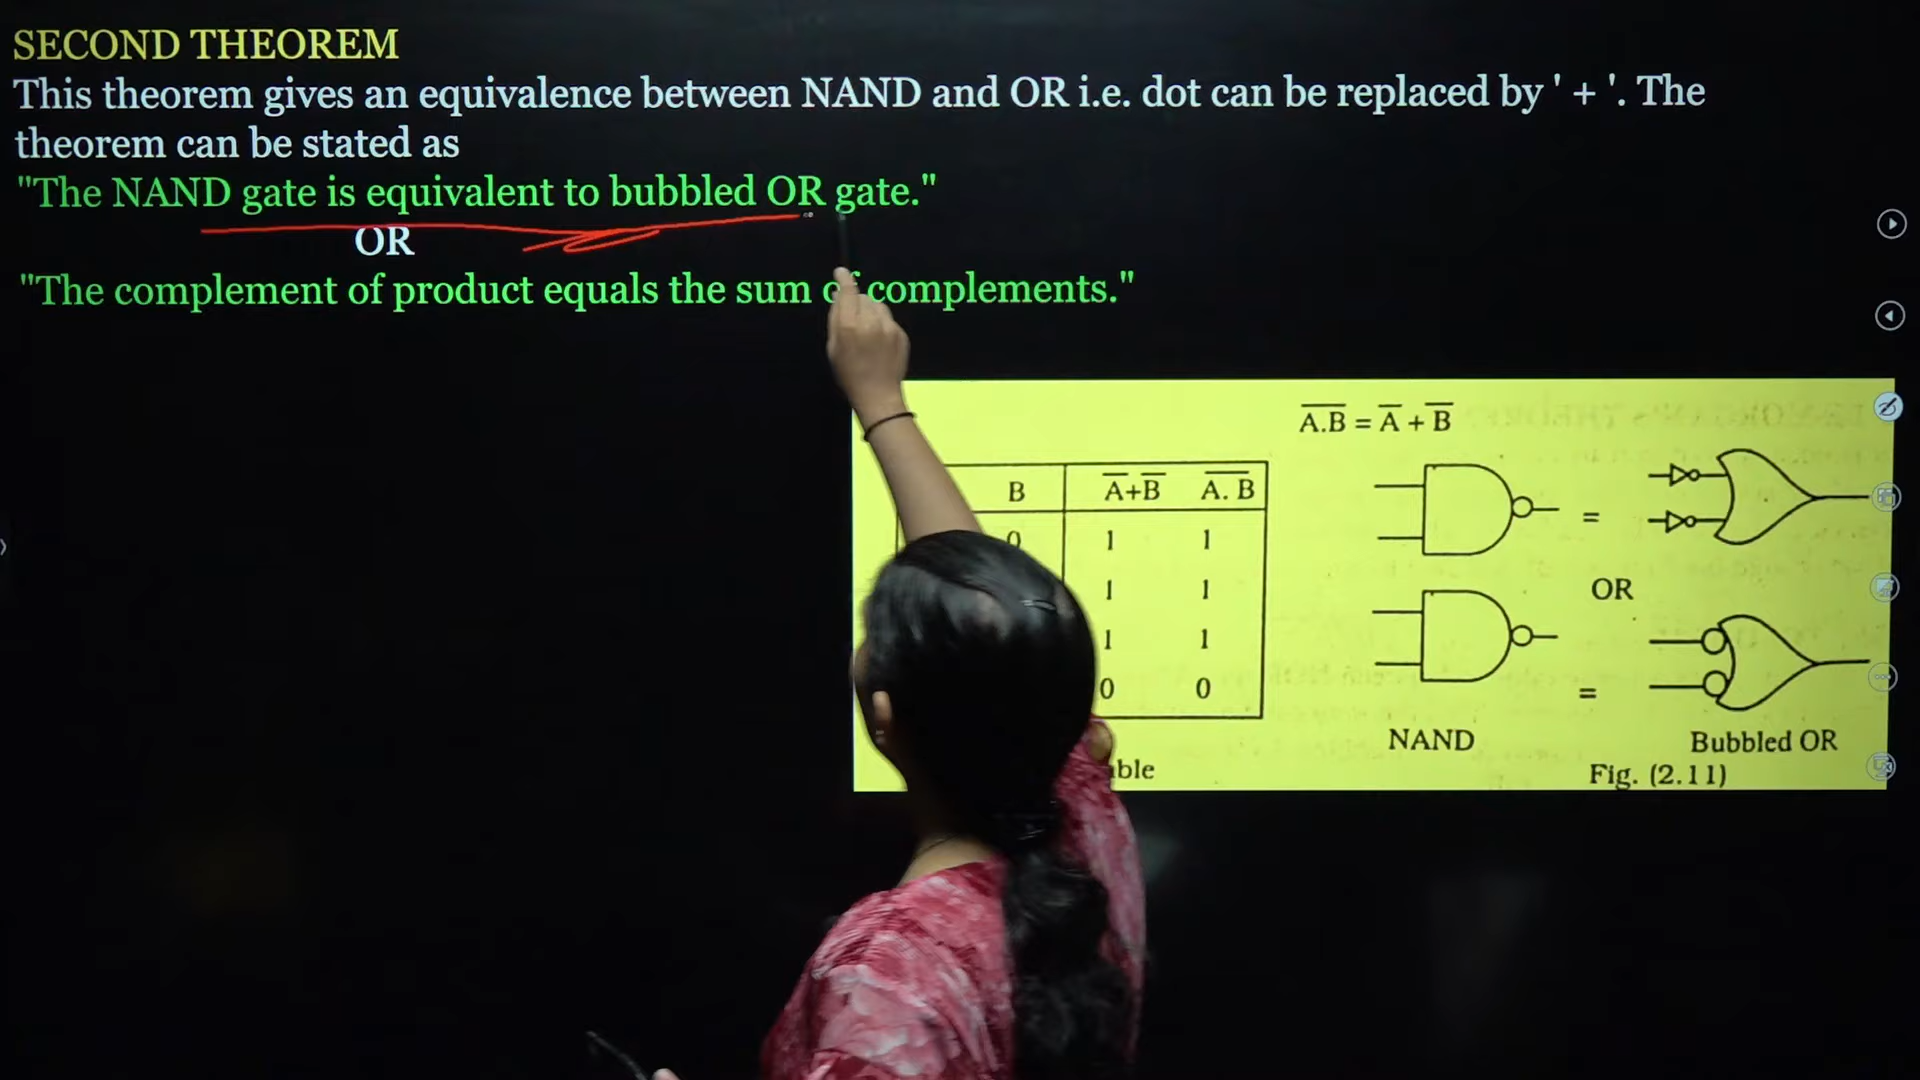 SECOND THEOREM
This theorem gives an equivalence between NAND and OR i.e. dot can be replaced by ' + '. The
theorem can be stated as
"The NAND gate is equivalent to bubbled OR gate."
OR
"The complement of product equals the sum of complements."
A̅.̅B̅ = A̅ + B̅
B A̅+B̅ A̅.̅ ̅B̅
0 1 1
1 1
1 1
0 0
=
OR
=
NAND Bubbled OR
Fig. (2.11)